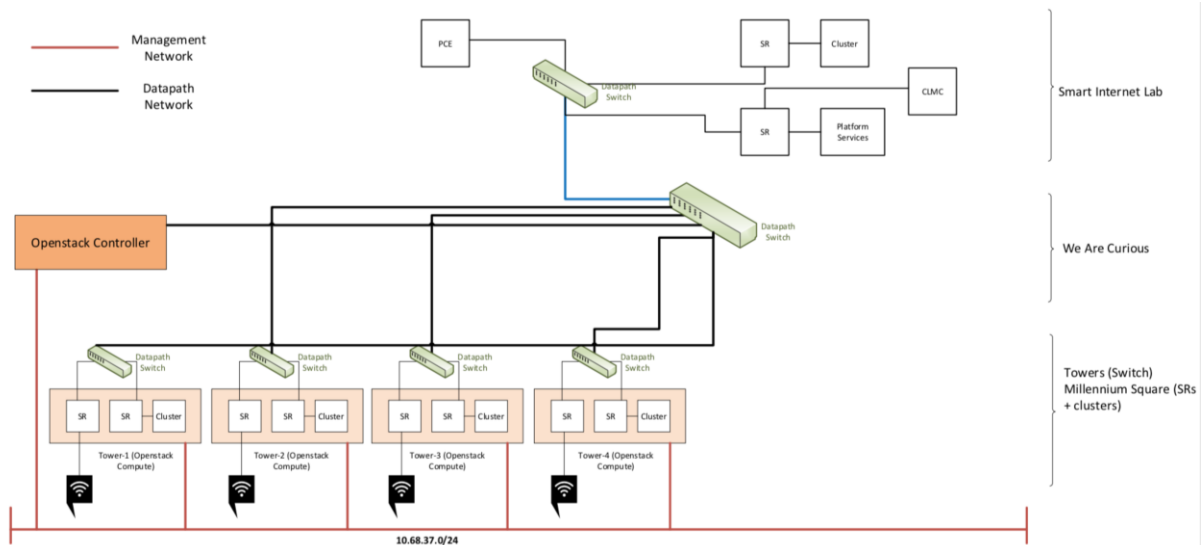 Management
Network
Datapath
Network
PCE
Datapath
Switch
SR
Cluster
CLMC
SR
Platform
Services
Smart Internet Lab
Openstack Controller
Datapath
Switch
We Are Curious
Datapath
Switch
Datapath
Switch
Datapath
Switch
Datapath
Switch
SR
SR
Cluster
SR
SR
Cluster
SR
SR
Cluster
SR
SR
Cluster
Tower-1 (Openstack
Compute)
Tower-2 (Openstack
Compute)
Tower-3 (Openstack
Compute)
Tower-4 (Openstack
Compute)
Towers (Switch)
Millennium Square (SRs
+ clusters)
10.68.37.0/24